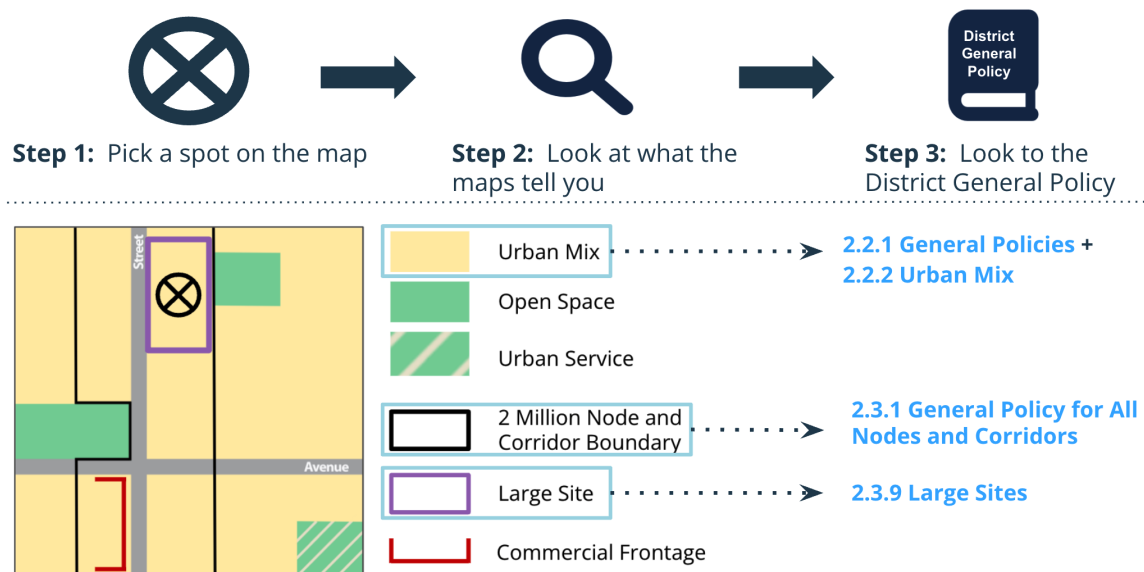 District
General
Policy
Step 1: Pick a spot on the map
Step 2: Look at what the
maps tell you
Step 3: Look to the
District General Policy
Street
Avenue
Urban Mix
Open Space
Urban Service
2 Million Node and
Corridor Boundary
Large Site
Commercial Frontage
2.2.1 General Policies +
2.2.2 Urban Mix
2.3.1 General Policy for All
Nodes and Corridors
2.3.9 Large Sites